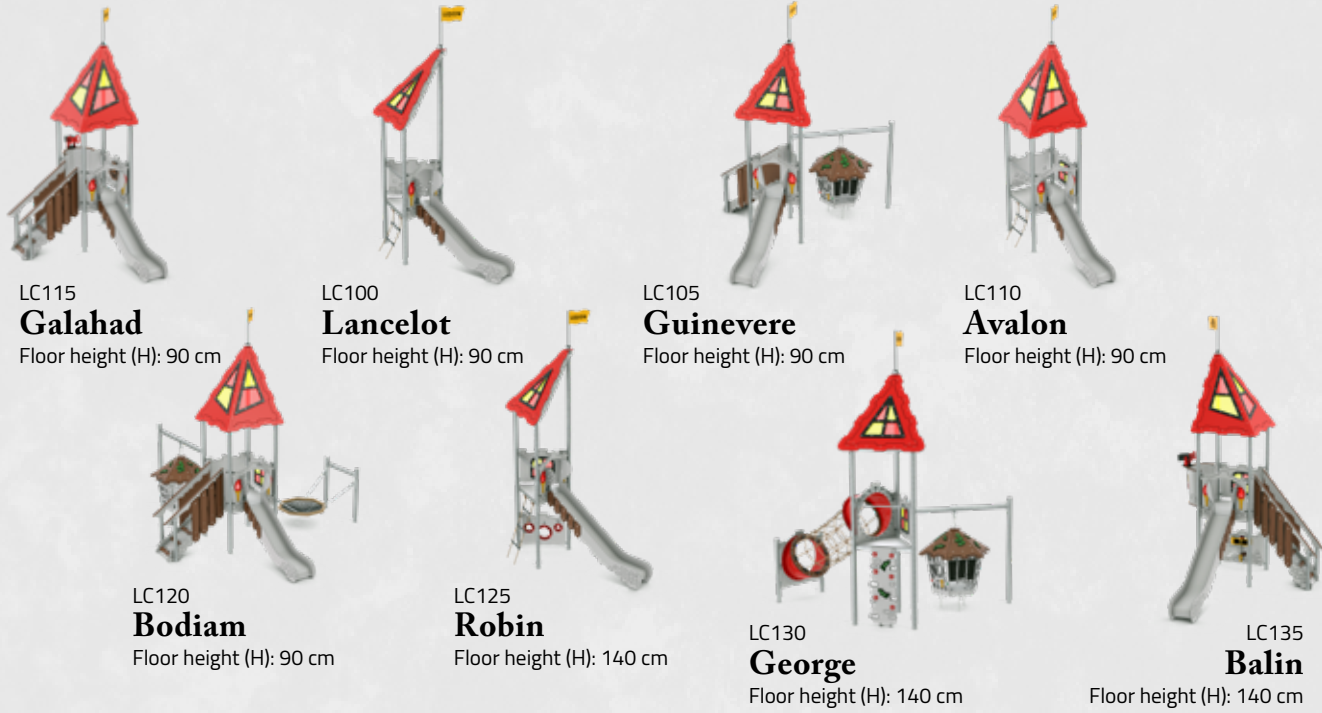 LC115
Galahad
Floor height (H): 90 cm
LC100
Lancelot
Floor height (H): 90 cm
LC105
Guinevere
Floor height (H): 90 cm
LC110
Avalon
Floor height (H): 90 cm
LC120
Bodiam
Floor height (H): 90 cm
LC125
Robin
Floor height (H): 140 cm
LC130
George
Floor height (H): 140 cm
LC135
Balin
Floor height (H): 140 cm